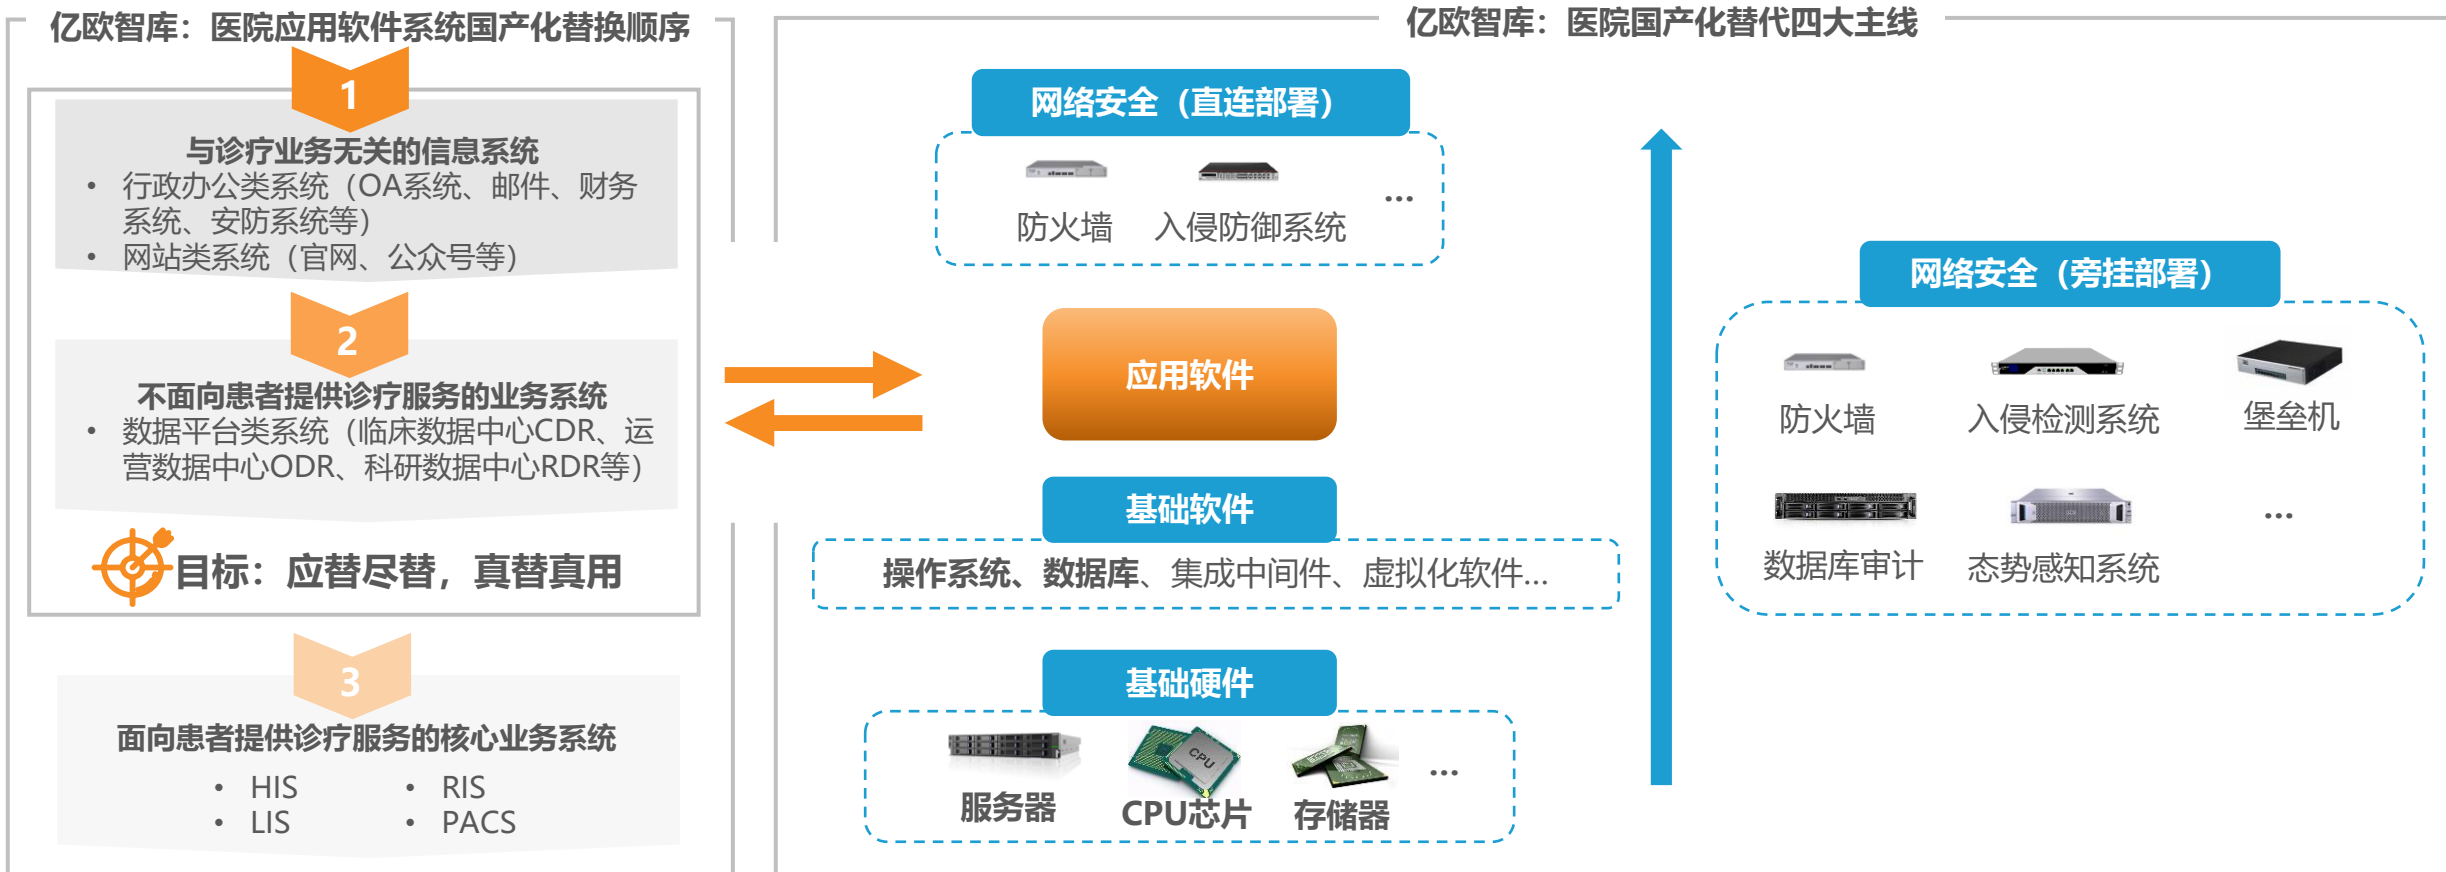 亿欧智库：医院应用软件系统国产化替换顺序
1
与诊疗业务无关的信息系统
• 行政办公类系统（OA系统、邮件、财务
系统、安防系统等）
• 网站类系统（官网、公众号等）
2
不面向患者提供诊疗服务的业务系统
• 数据平台类系统（临床数据中心CDR、运
营数据中心ODR、科研数据中心RDR等）
目标：应替尽替，真替真用
3
面向患者提供诊疗服务的核心业务系统
• HIS
• RIS
• LIS
• PACS
亿欧智库：医院国产化替代四大主线
网络安全（直连部署）
防火墙
入侵防御系统
...
应用软件
基础软件
操作系统、数据库、集成中间件、虚拟化软件...
基础硬件
CPU
服务器
CPU芯片
存储器
...
网络安全（旁挂部署）
防火墙
入侵检测系统
堡垒机
数据库审计
态势感知系统
...